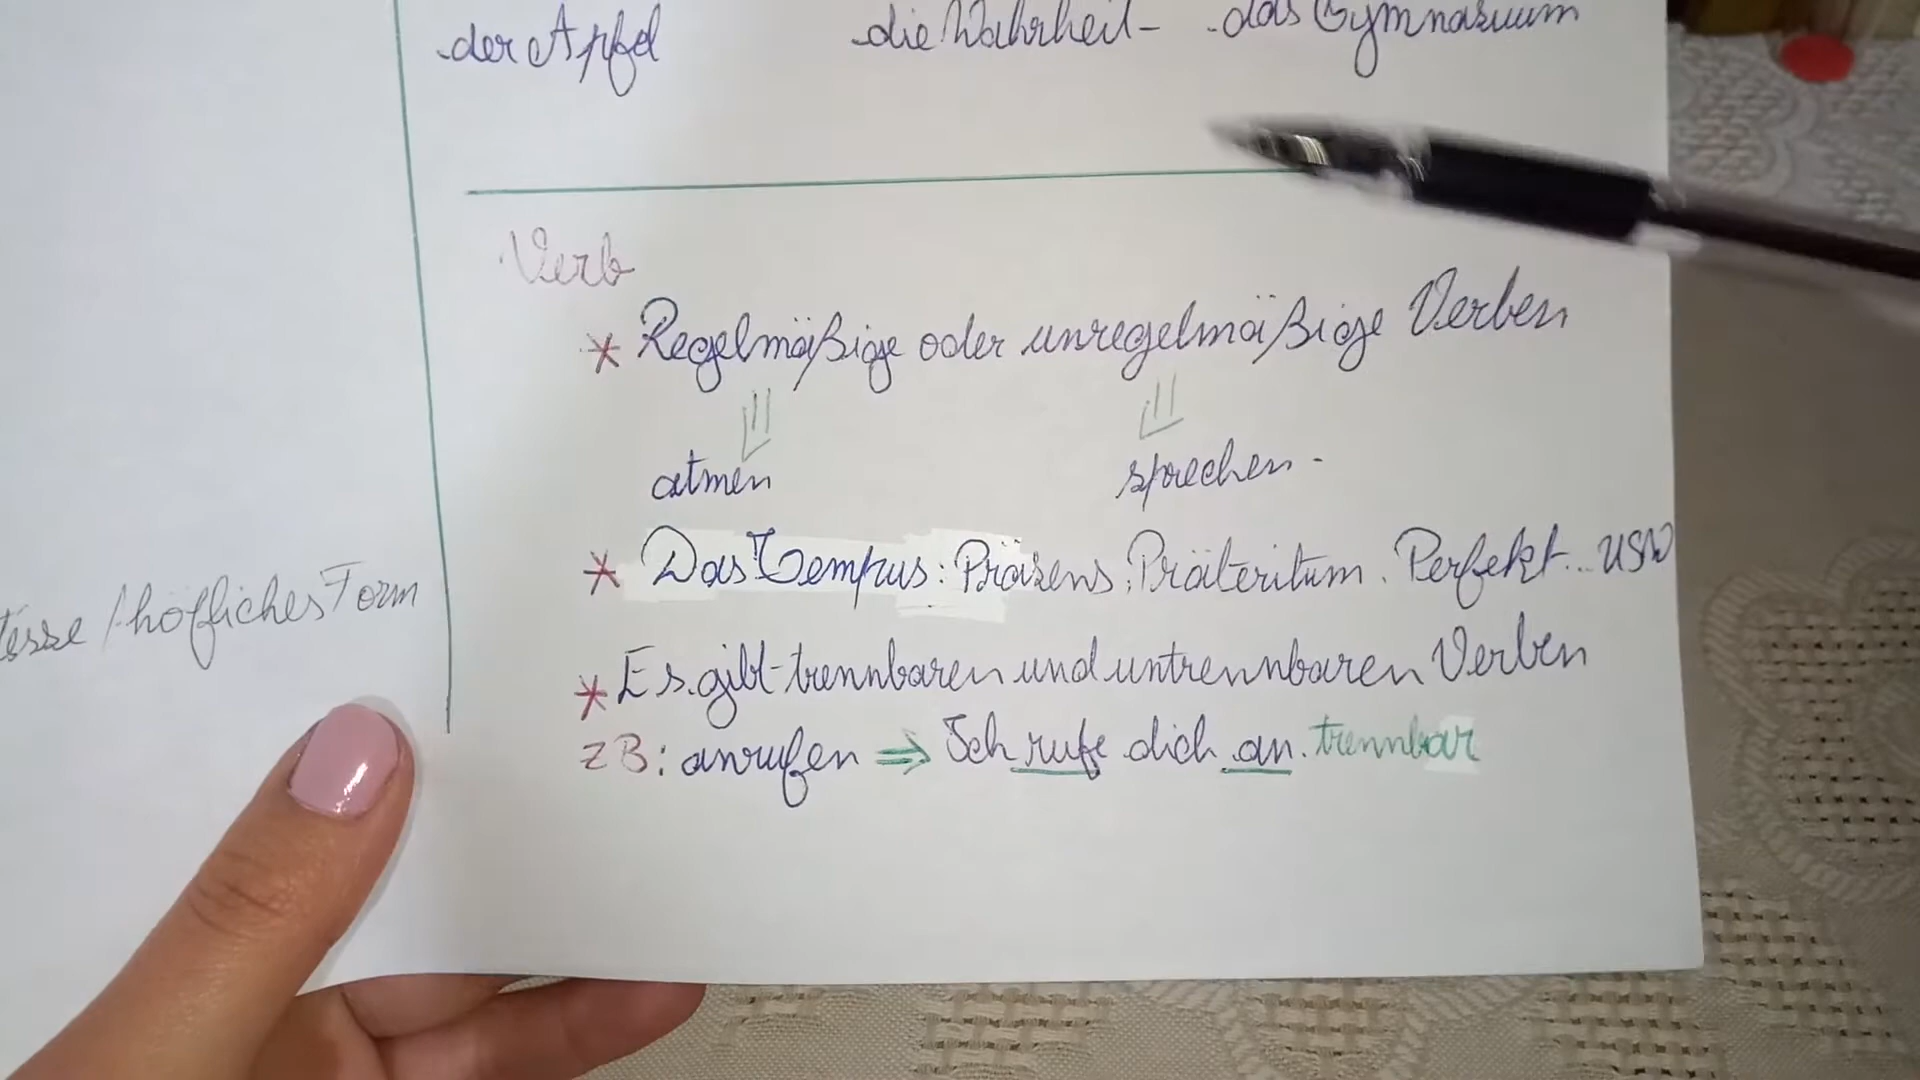 der Apfel die Wahrheit - das Gymnasium
Verb
* Regelmäßige oder unregelmäßige Verben
atmen sprechen -
* Das Tempus: Präsens, Präteritum. Perfekt... usw
* Es gibt trennbaren und untrennbaren Verben
ZB: anrufen ⇒ Ich rufe dich an. trennbar
/höfliches Form